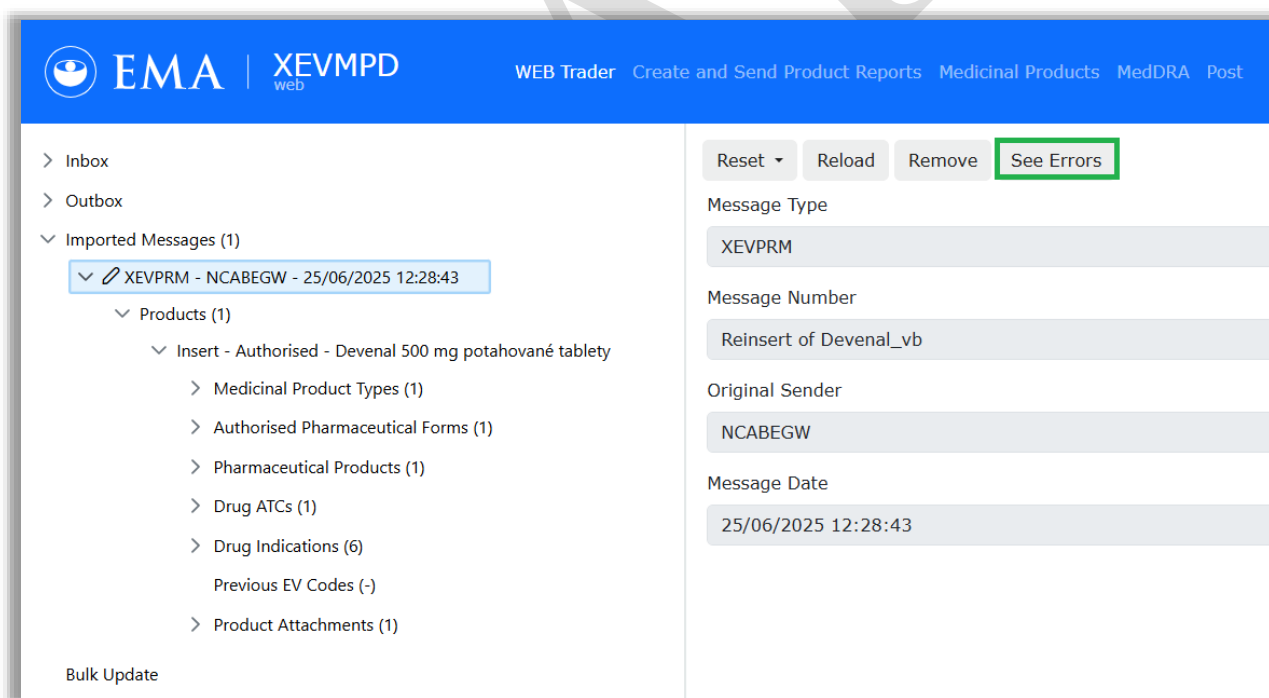 EMA | XEVMPD web
WEB Trader Create and Send Product Reports Medicinal Products MedDRA Post
Inbox
Outbox
Imported Messages (1)
XEVPRM - NCABEGW - 25/06/2025 12:28:43
Products (1)
Insert - Authorised - Devenal 500 mg potahované tablety
Medicinal Product Types (1)
Authorised Pharmaceutical Forms (1)
Pharmaceutical Products (1)
Drug ATCs (1)
Drug Indications (6)
Previous EV Codes (-)
Product Attachments (1)
Bulk Update
Reset Reload Remove See Errors
Message Type
XEVPRM
Message Number
Reinsert of Devenal_vb
Original Sender
NCABEGW
Message Date
25/06/2025 12:28:43